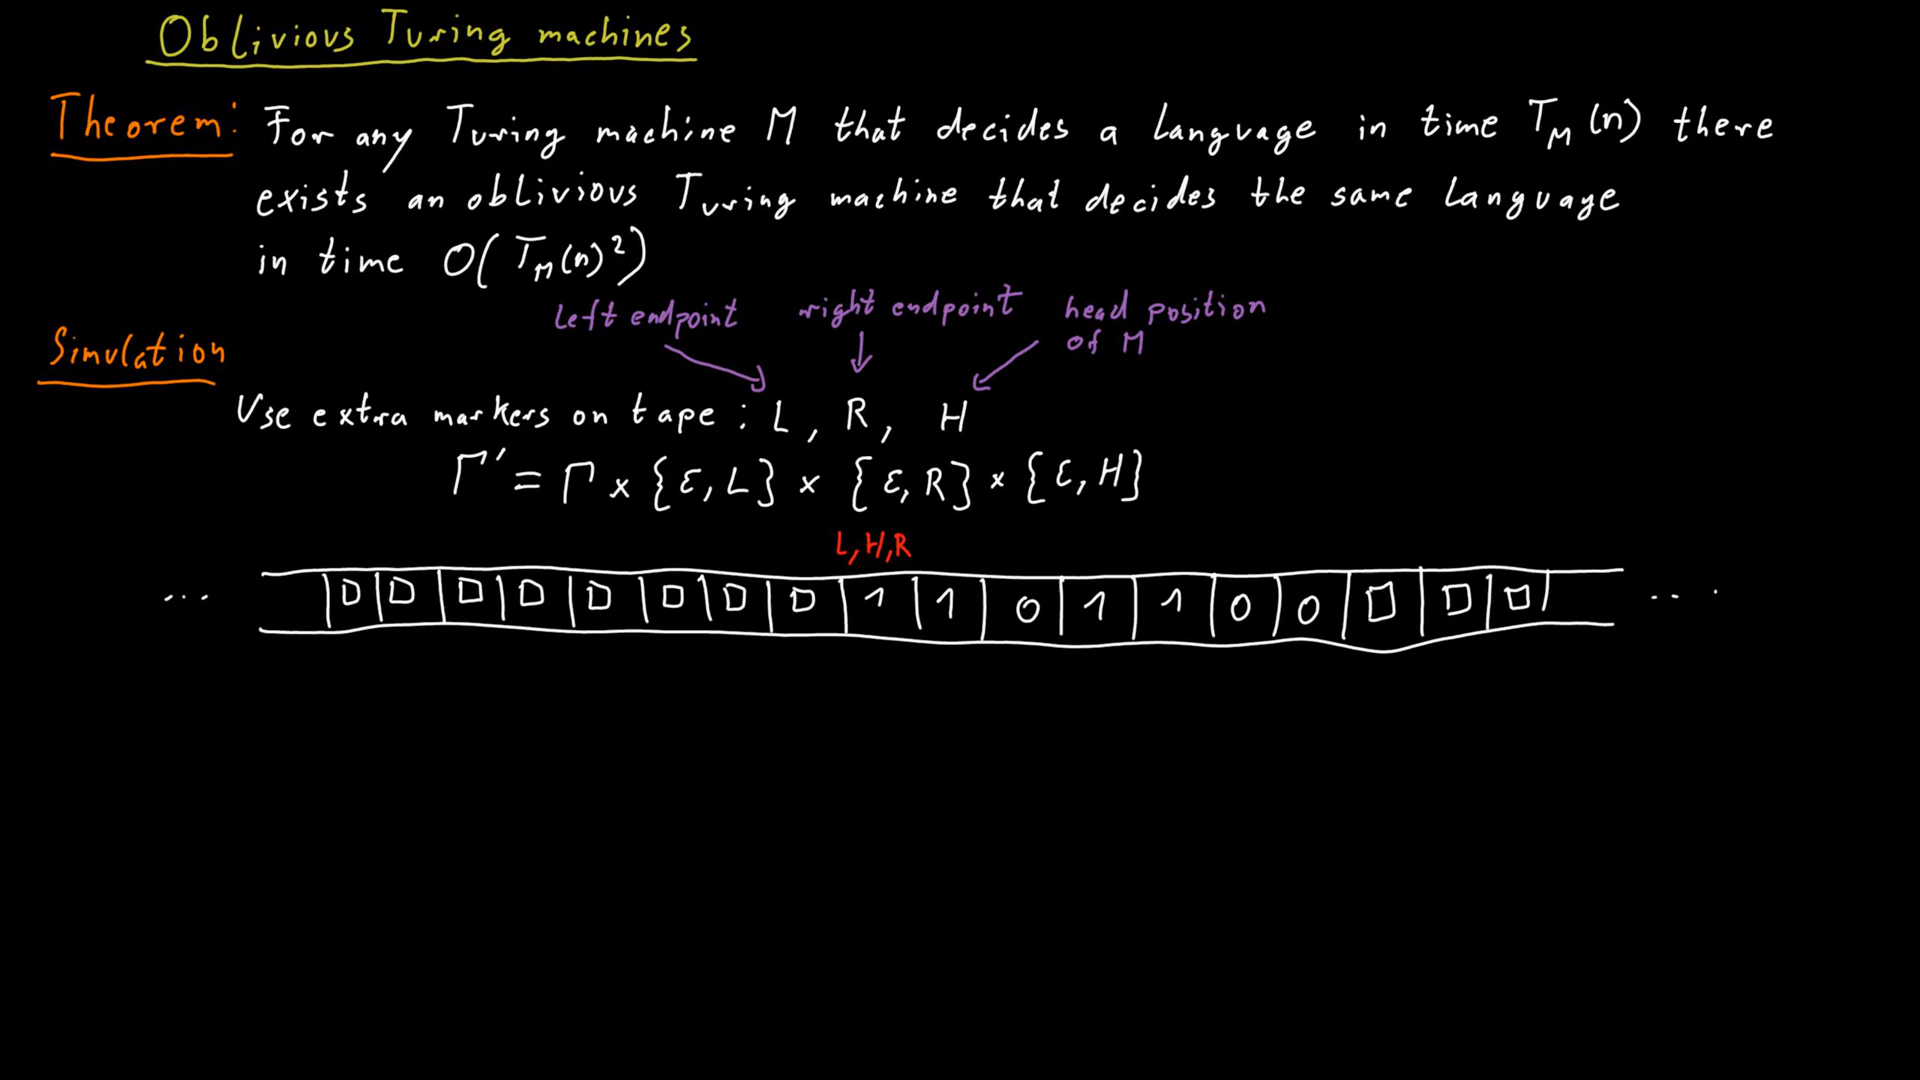 Oblivious Turing machines
Theorem: For any Turing machine M that decides a language in time T_M(n) there
exists an oblivious Turing machine that decides the same language
in time O(T_M(n)²)
left endpoint right endpoint head position
of M
Simulation
Use extra markers on tape: L, R, H
Γ' = Γ × {ε, L} × {ε, R} × {ε, H}
L, H, R
... □ □ □ □ □ □ □ □ 1 1 0 1 1 0 0 □ □ □ ...